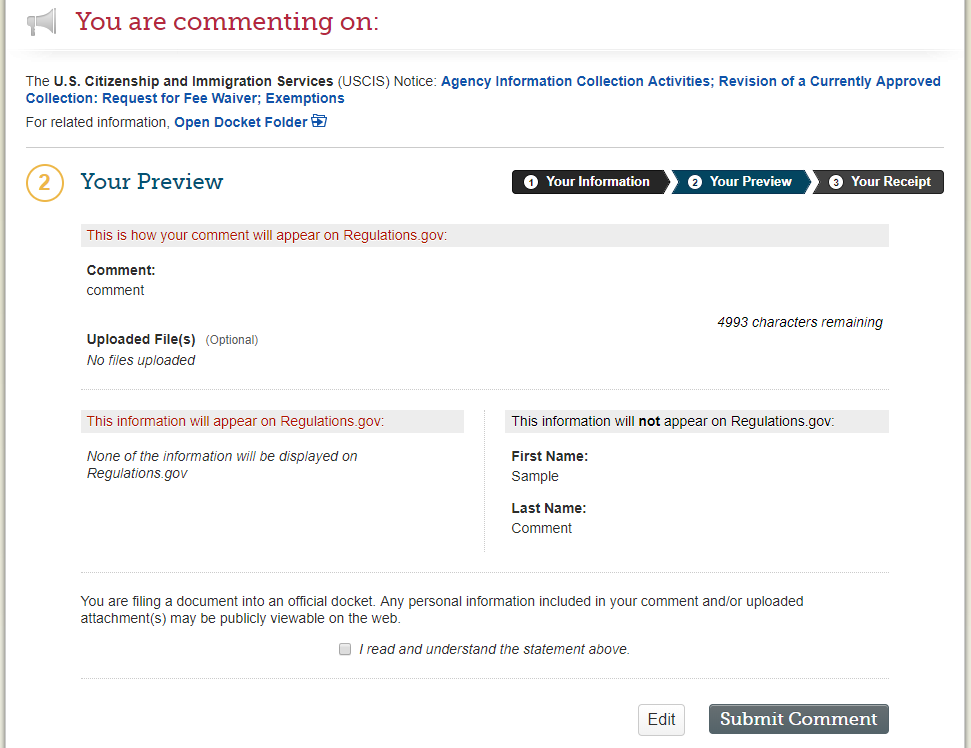 You are commenting on:
The U.S. Citizenship and Immigration Services (USCIS) Notice: Agency Information Collection Activities; Revision of a Currently Approved
Collection: Request for Fee Waiver; Exemptions
For related information, Open Docket Folder
2 Your Preview
1 Your Information 2 Your Preview 3 Your Receipt
This is how your comment will appear on Regulations.gov:
Comment:
comment
4993 characters remaining
Uploaded File(s) (Optional)
No files uploaded
This information will appear on Regulations.gov:
None of the information will be displayed on
Regulations.gov
This information will not appear on Regulations.gov:
First Name:
Sample
Last Name:
Comment
You are filing a document into an official docket. Any personal information included in your comment and/or uploaded
attachment(s) may be publicly viewable on the web.
I read and understand the statement above.
Edit Submit Comment